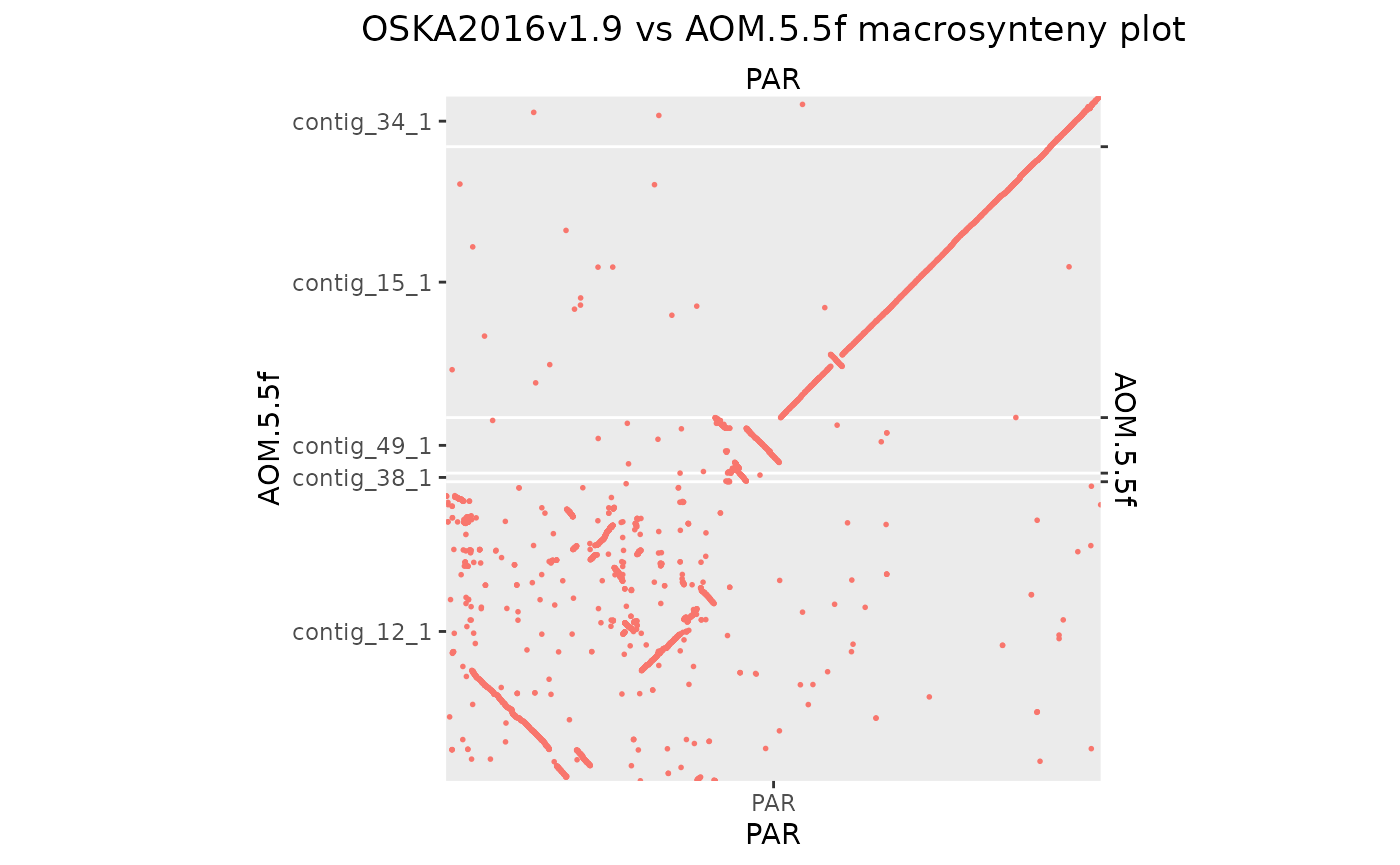 OSKA2016v1.9 vs AOM.5.5f macrosynteny plot
PAR
contig_34_1
contig_15_1
contig_49_1
contig_38_1
contig_12_1
AOM.5.5f
AOM.5.5f
PAR
PAR